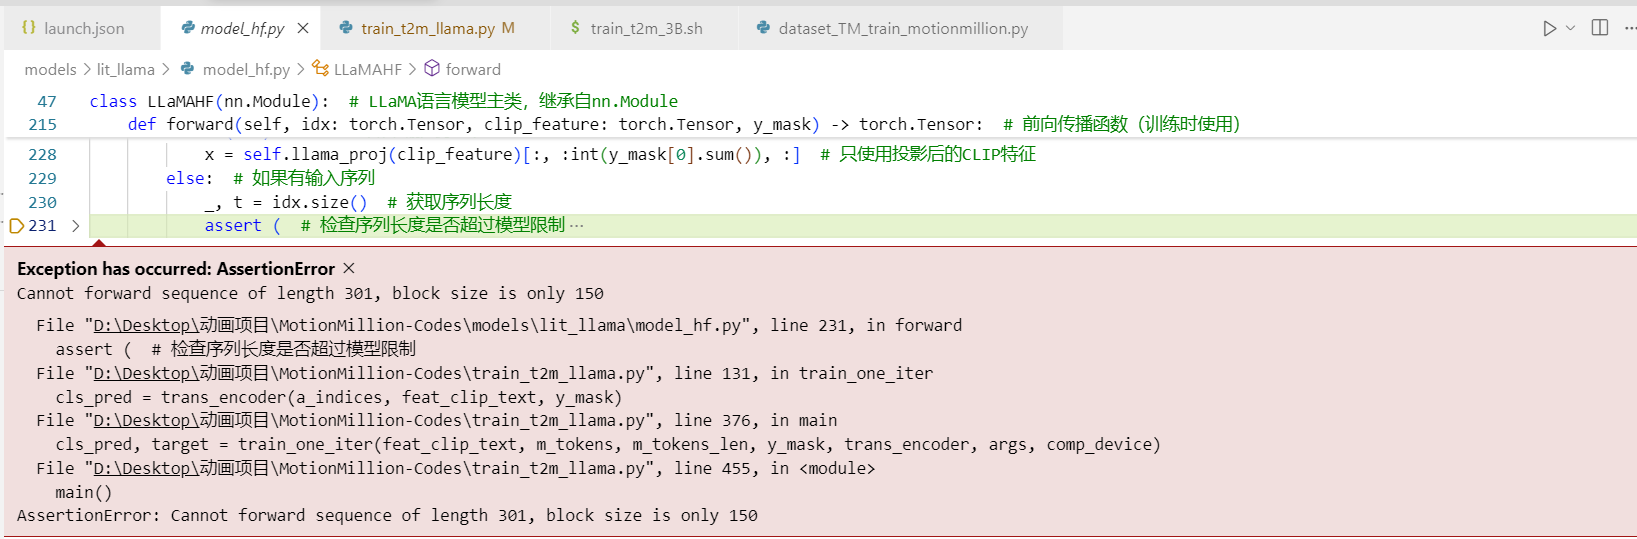 launch.json
model_hf.py
train_t2m_llama.py M
train_t2m_3B.sh
dataset_TM_train_motionmillion.py
models > lit_llama > model_hf.py > LLaMAHF > forward
47 class LLaMAHF(nn.Module):  # LLaMA语言模型主类, 继承自nn.Module
215 def forward(self, idx: torch.Tensor, clip_feature: torch.Tensor, y_mask) -> torch.Tensor:  # 前向传播函数 (训练时使用)
228 x = self.llama_proj(clip_feature)[:, :int(y_mask[0].sum()), :]  # 只使用投影后的CLIP特征
229 else:  # 如果有输入序列
230 _, t = idx.size()  # 获取序列长度
231 assert (  # 检查序列长度是否超过模型限制 ···
Exception has occurred: AssertionError
Cannot forward sequence of length 301, block size is only 150
File "D:\Desktop\动画项目\MotionMillion-Codes\models\lit_llama\model_hf.py", line 231, in forward
assert (  # 检查序列长度是否超过模型限制
File "D:\Desktop\动画项目\MotionMillion-Codes\train_t2m_llama.py", line 131, in train_one_iter
cls_pred = trans_encoder(a_indices, feat_clip_text, y_mask)
File "D:\Desktop\动画项目\MotionMillion-Codes\train_t2m_llama.py", line 376, in main
cls_pred, target = train_one_iter(feat_clip_text, m_tokens, m_tokens_len, y_mask, trans_encoder, args, comp_device)
File "D:\Desktop\动画项目\MotionMillion-Codes\train_t2m_llama.py", line 455, in <module>
main()
AssertionError: Cannot forward sequence of length 301, block size is only 150